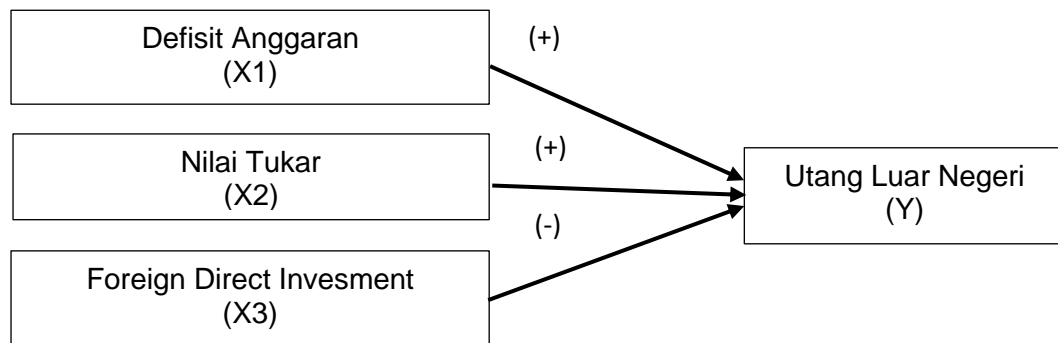 Defisit Anggaran
(X1)
(+)
Nilai Tukar
(X2)
(+)
Utang Luar Negeri
(Y)
(-)
Foreign Direct Invesment
(X3)